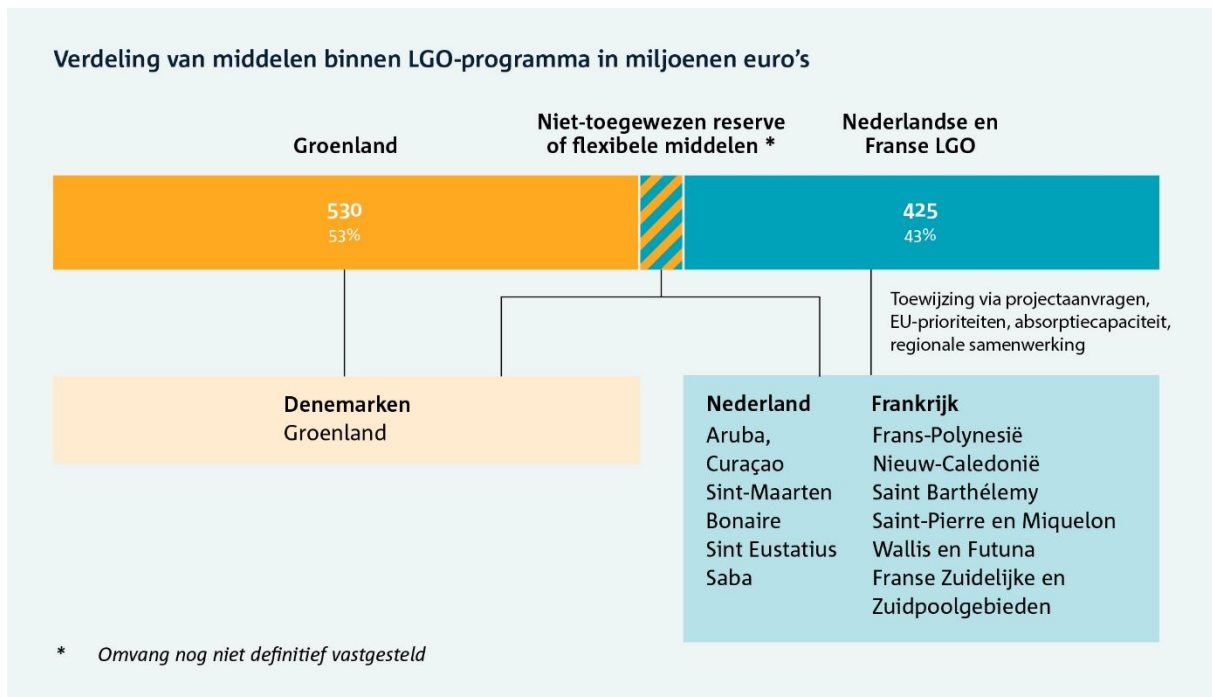 Verdeling van middelen binnen LGO-programma in miljoenen euro’s
Groenland
Niet-toegewezen reserve
of flexibele middelen *
Nederlandse en
Franse LGO
530
53%
425
43%
Toewijzing via projectaanvragen,
EU-prioriteiten, absorptiecapaciteit,
regionale samenwerking
Denemarken
Groenland
Nederland
Aruba,
Curaçao
Sint-Maarten
Bonaire
Sint Eustatius
Saba
Frankrijk
Frans-Polynesië
Nieuw-Caledonië
Saint Barthélemy
Saint-Pierre en Miquelon
Wallis en Futuna
Franse Zuidelijke en
Zuidpoolgebieden
* Omvang nog niet definitief vastgesteld